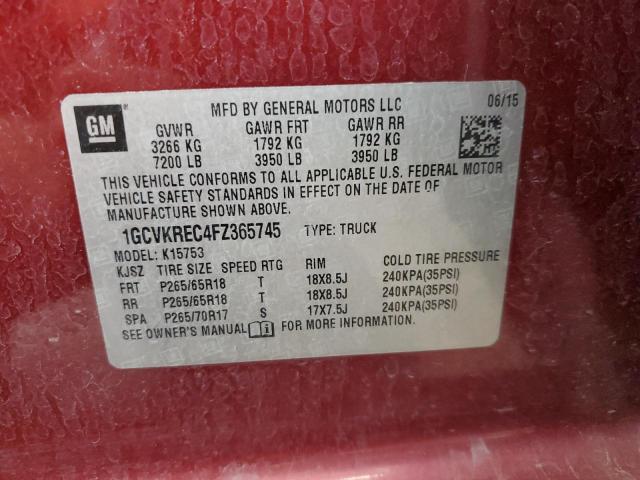 GM
MFD BY GENERAL MOTORS LLC
06/15
GVWR GAWR FRT GAWR RR
3266 KG 1792 KG 1792 KG
7200 LB 3950 LB 3950 LB
THIS VEHICLE CONFORMS TO ALL APPLICABLE U.S. FEDERAL MOTOR
VEHICLE SAFETY STANDARDS IN EFFECT ON THE DATE OF
MANUFACTURE SHOWN ABOVE.
1GCVKREC4FZ365745 TYPE: TRUCK
MODEL: K15753
KJSZ TIRE SIZE SPEED RTG RIM COLD TIRE PRESSURE
FRT P265/65R18 T 18X8.5J 240KPA(35PSI)
RR P265/65R18 T 18X8.5J 240KPA(35PSI)
SPA P265/70R17 S 17X7.5J 240KPA(35PSI)
SEE OWNER'S MANUAL FOR MORE INFORMATION.